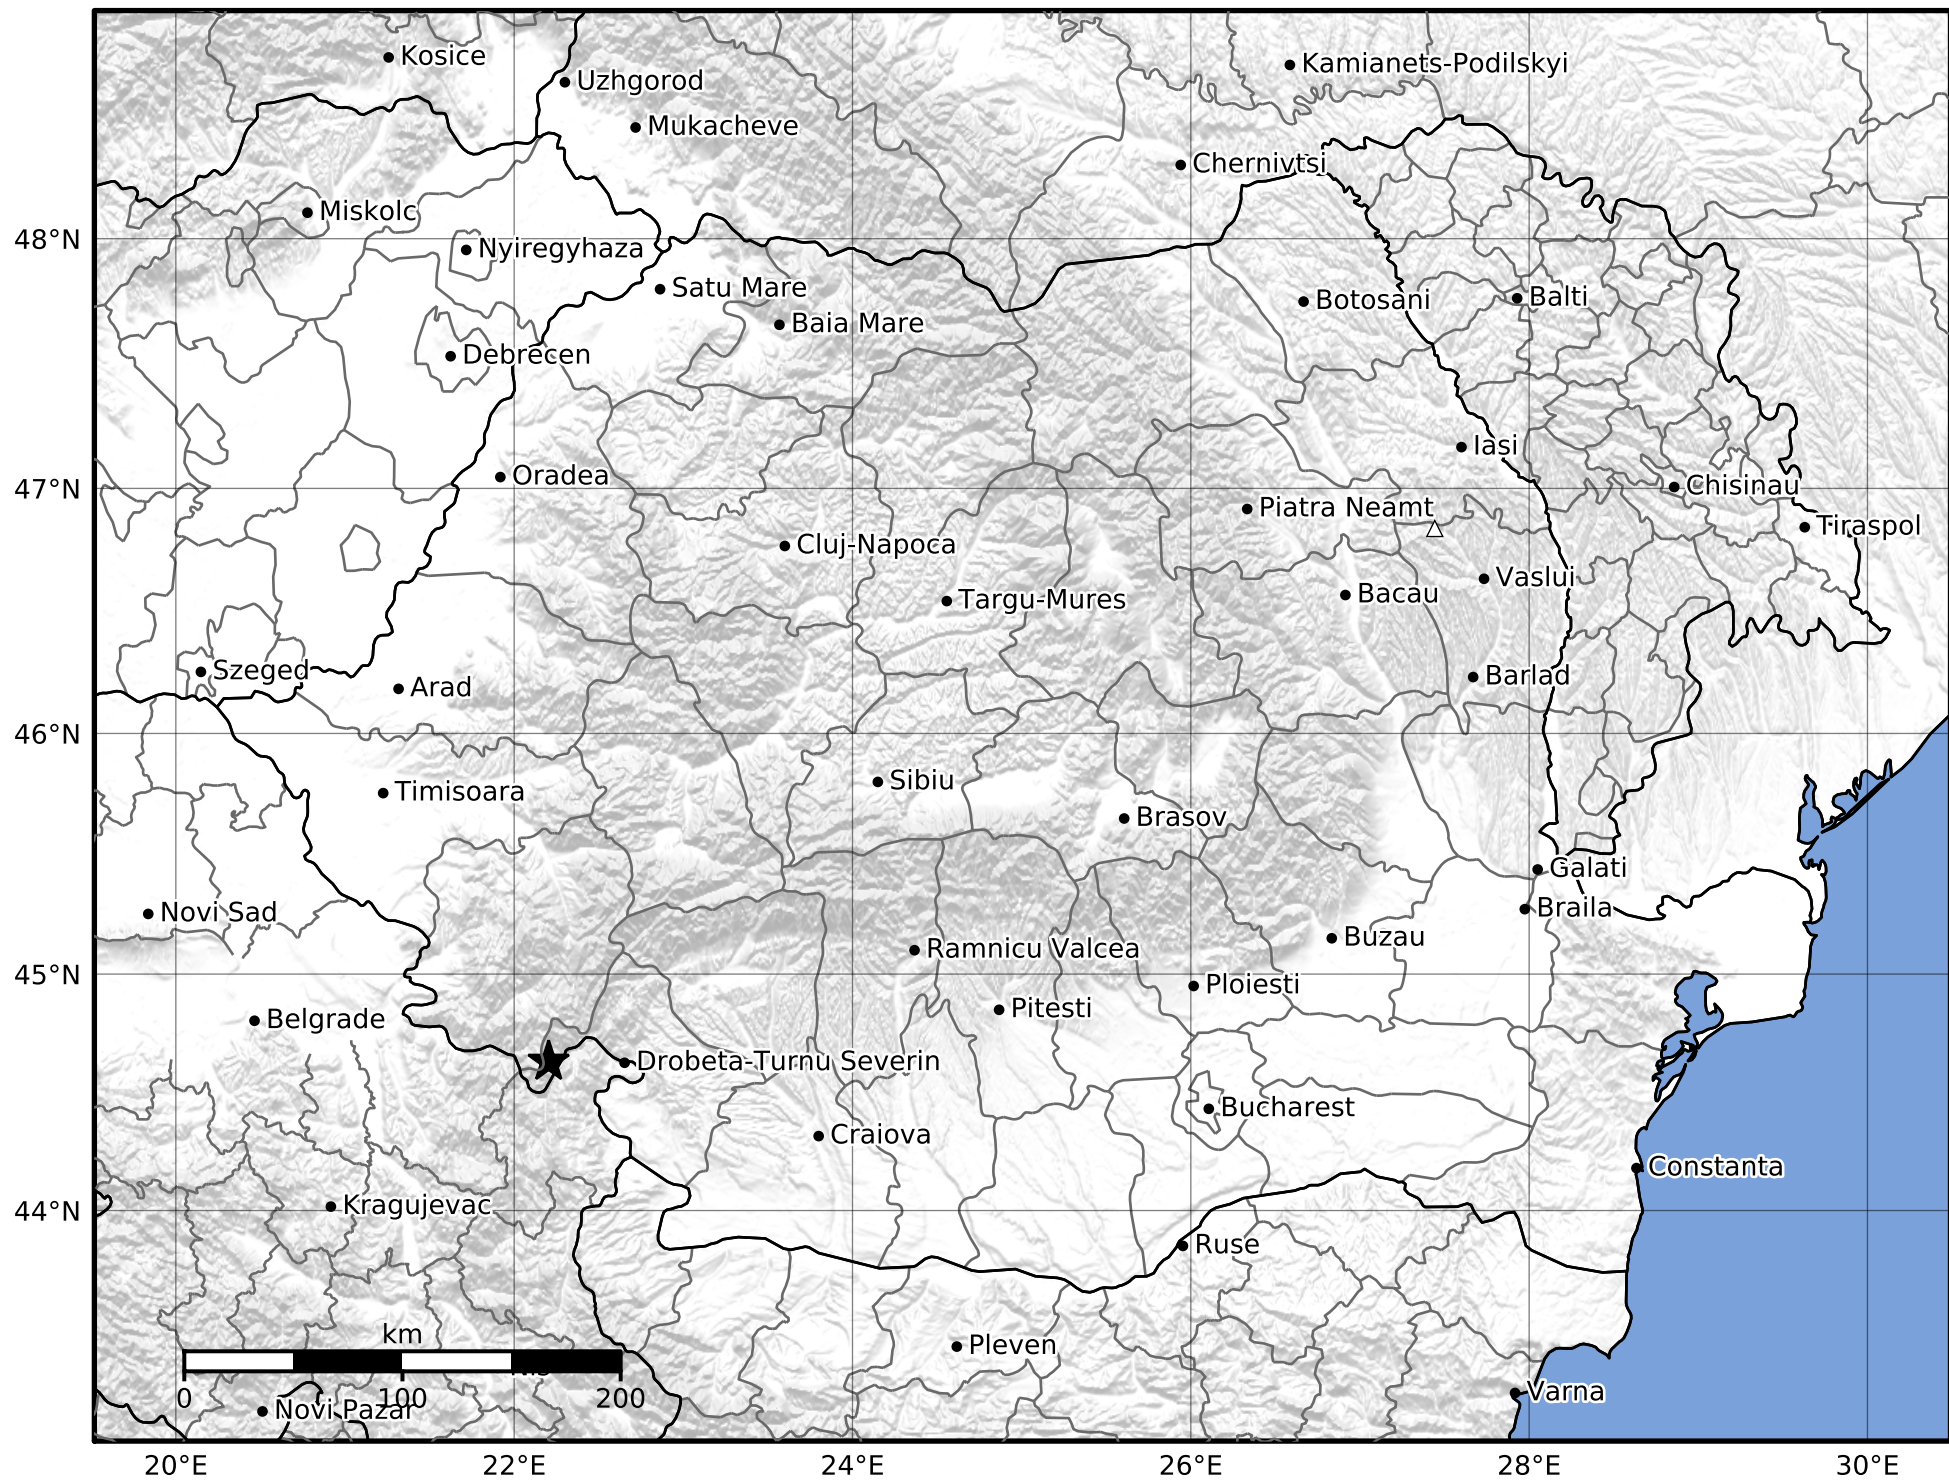 Kosice
Kamianets-Podilskyi
Uzhgorod
Mukacheve
Chernivtsi
Miskolc
48°N
Nyiregyhaza
Satu Mare
Botosani
Balti
Baia Mare
Debrecen
Iasi
Oradea
47°N
Chisinau
Piatra Neamt
Tiraspol
Cluj-Napoca
Vaslui
Bacau
Targu-Mures
Szeged
Barlad
Arad
46°N
Sibiu
Timisoara
Brasov
Galati
Braila
Novi Sad
Buzau
Ramnicu Valcea
45°N
Ploiesti
Pitesti
Belgrade
Drobeta-Turnu Severin
Bucharest
Craiova
Constanta
Kragujevac
44°N
Ruse
km
Pleven
0 100 200
Varna
Novi Pazar
20°E 22°E 24°E 26°E 28°E 30°E